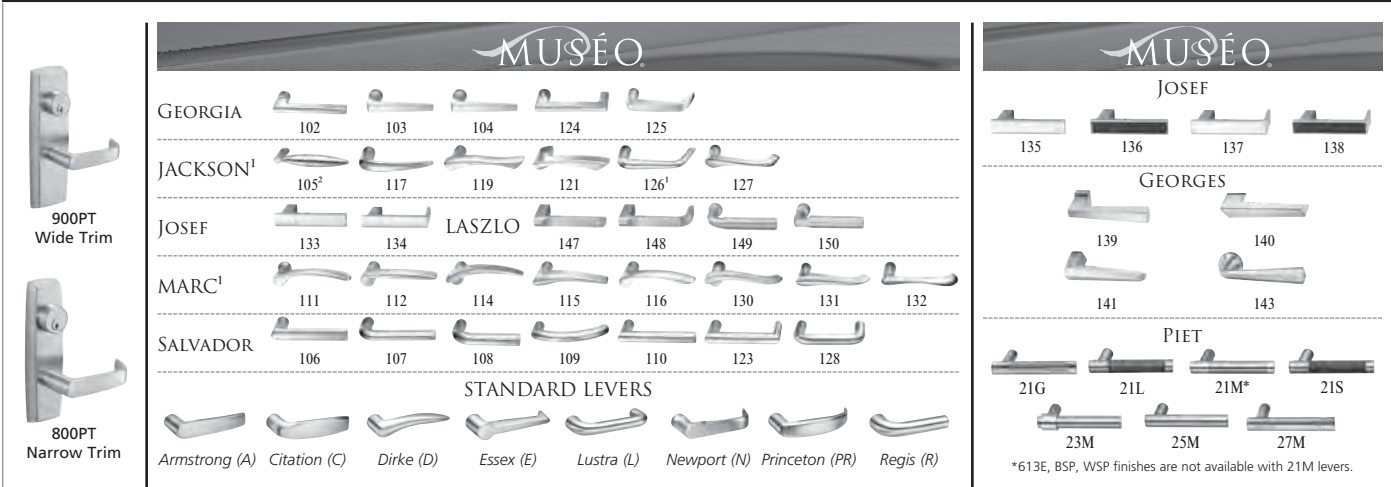 900PT
Wide Trim
800PT
Narrow Trim
MUSÉO®
GEORGIA
102 103 104 124 125
JACKSON¹
105² 117 119 121 126¹ 127
JOSEF
133 134
LASZLO
147 148 149 150
MARC¹
111 112 114 115 116 130 131 132
SALVADOR
106 107 108 109 110 123 128
STANDARD LEVERS
Armstrong (A) Citation (C) Dirke (D) Essex (E) Lustra (L) Newport (N) Princeton (PR) Regis (R)
MUSÉO®
JOSEF
135 136 137 138
GEORGES
139 140
141 143
PIET
21G 21L 21M* 21S
23M 25M 27M
*613E, BSP, WSP finishes are not available with 21M levers.